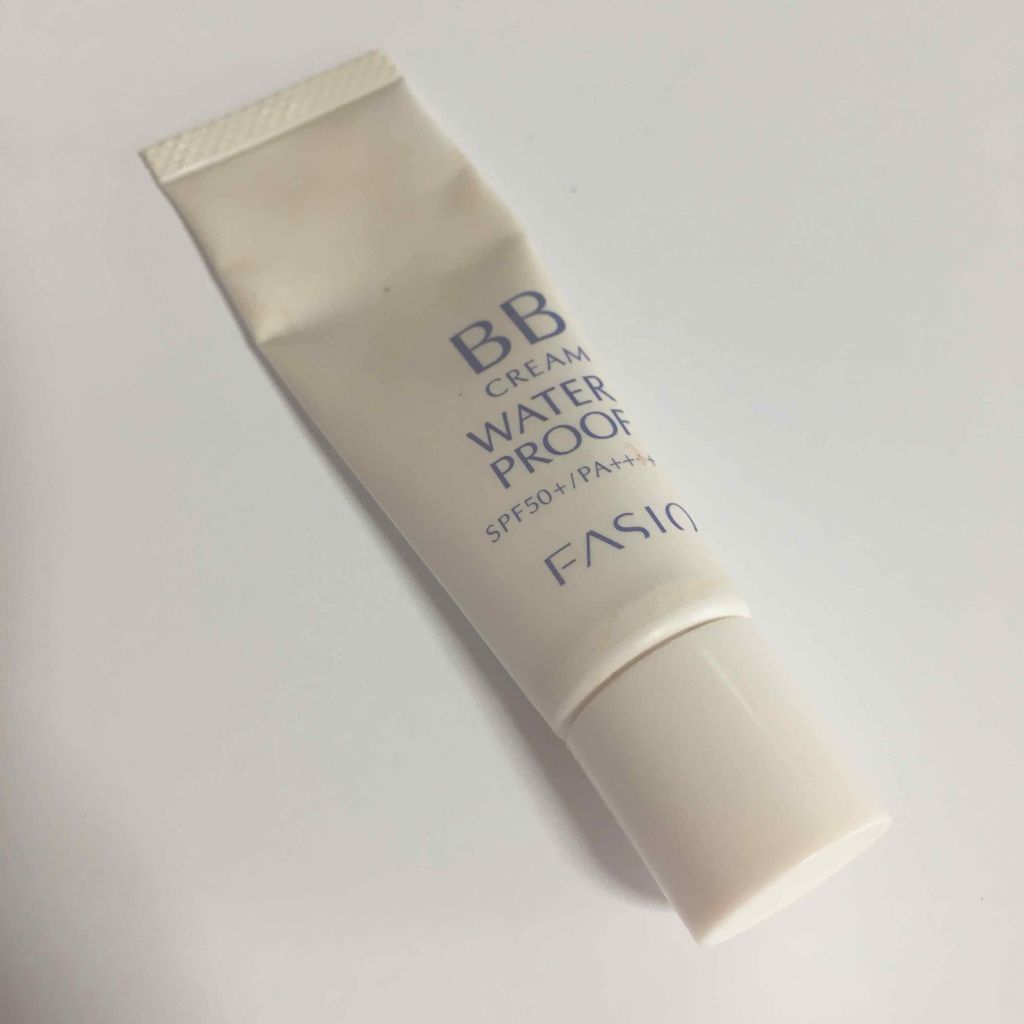 BB
CREAM
WATER
PROOF
SPF50+/PA++++
FASIO